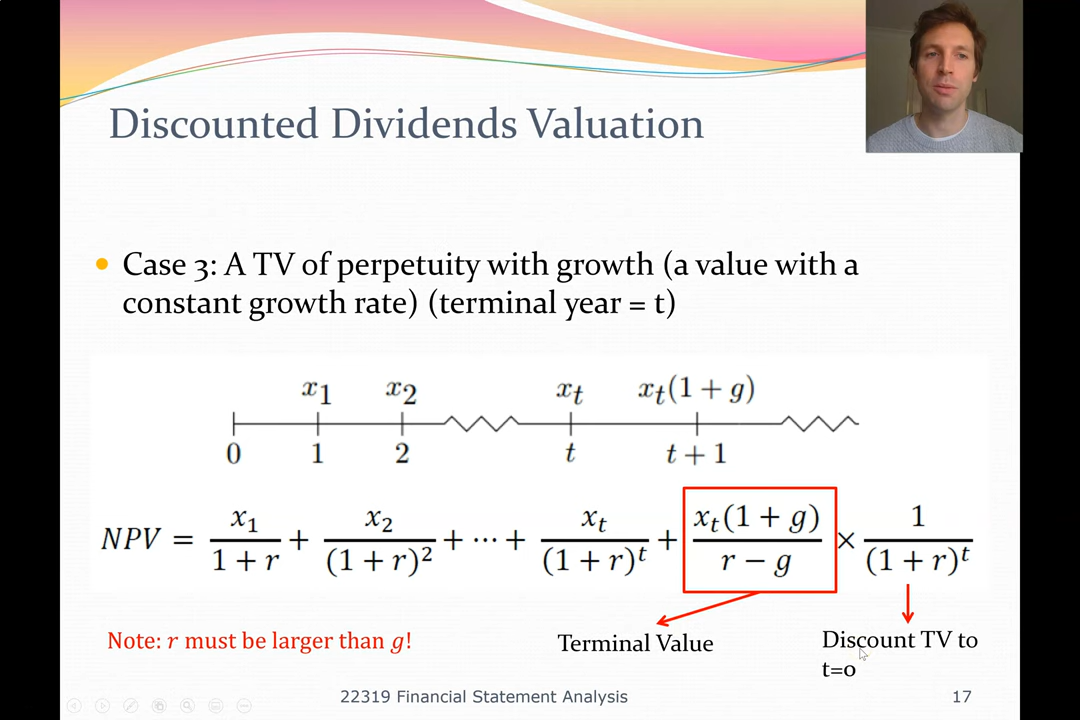 Discounted Dividends Valuation
Case 3: A TV of perpetuity with growth (a value with a
constant growth rate) (terminal year = t)
x₁ x₂ xₜ xₜ(1 + g)
0 1 2 t t + 1
NPV = x₁/(1 + r) + x₂/(1 + r)² + ⋯ + xₜ/(1 + r)ᵗ + xₜ(1 + g)/(r − g) × 1/(1 + r)ᵗ
Note: r must be larger than g!
Terminal Value
Discount TV to
t=0
22319 Financial Statement Analysis
17